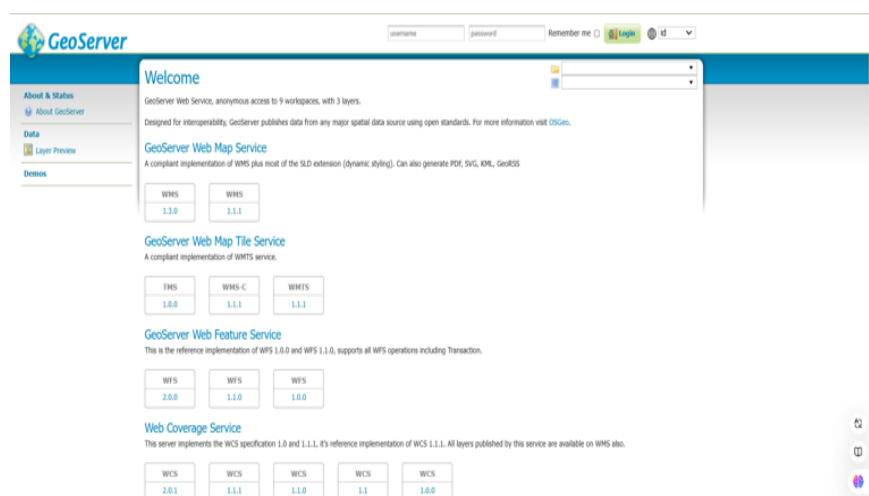 GeoServer
username password Remember me Login id
Welcome
About & Status
About GeoServer
Data
Layer Preview
Demos
GeoServer Web Service, anonymous access to 9 workspaces, with 3 layers.
Designed for interoperability, GeoServer publishes data from any major spatial data source using open standards. For more information visit OSGeo.
GeoServer Web Map Service
A compliant implementation of WMS plus most of the SLD extension (dynamic styling). Can also generate PDF, SVG, KML, GeoRSS
WMS WMS
1.3.0 1.1.1
GeoServer Web Map Tile Service
A compliant implementation of WMTS service.
TMS WMS-C WMTS
1.0.0 1.1.1 1.1.1
GeoServer Web Feature Service
This is the reference implementation of WFS 1.0.0 and WFS 1.1.0, supports all WFS operations including Transaction.
WFS WFS WFS
2.0.0 1.1.0 1.0.0
Web Coverage Service
This server implements the WCS specification 1.0 and 1.1.1, it's reference implementation of WCS 1.1.1. All layers published by this service are available on WMS also.
WCS WCS WCS WCS WCS
2.0.1 1.1.1 1.1.0 1.1 1.0.0